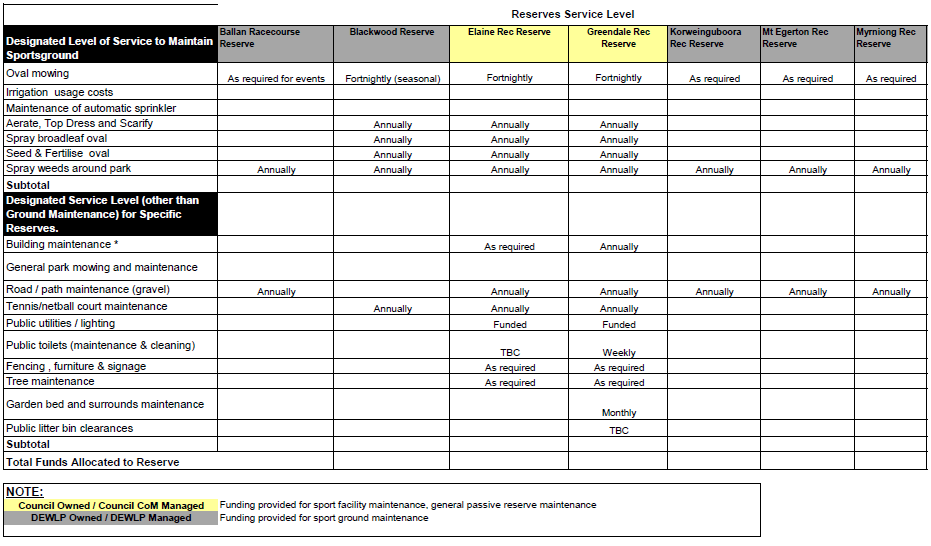 Reserves Service Level
Designated Level of Service to Maintain Sportsground | Ballan Racecourse Reserve | Blackwood Reserve | Elaine Rec Reserve | Greendale Rec Reserve | Korweinguboora Rec Reserve | Mt Egerton Rec Reserve | Myrniong Rec Reserve
Oval mowing | As required for events | Fortnightly (seasonal) | Fortnightly | Fortnightly | As required | As required | As required
Irrigation usage costs
Maintenance of automatic sprinkler
Aerate, Top Dress and Scarify | Annually | Annually | Annually
Spray broadleaf oval | Annually | Annually | Annually
Seed & Fertilise oval | Annually | Annually | Annually
Spray weeds around park | Annually | Annually | Annually | Annually | Annually | Annually | Annually
Subtotal
Designated Service Level (other than Ground Maintenance) for Specific Reserves.
Building maintenance * | As required | Annually
General park mowing and maintenance
Road / path maintenance (gravel) | Annually | Annually | Annually | Annually | Annually | Annually
Tennis/netball court maintenance | Annually | Annually | Annually
Public utilities / lighting | Funded | Funded
Public toilets (maintenance & cleaning) | TBC | Weekly
Fencing , furniture & signage | As required | As required
Tree maintenance | As required | As required
Garden bed and surrounds maintenance | Monthly
Public litter bin clearances | TBC
Subtotal
Total Funds Allocated to Reserve
NOTE:
Council Owned / Council CoM Managed | Funding provided for sport facility maintenance, general passive reserve maintenance
DEWLP Owned / DEWLP Managed | Funding provided for sport ground maintenance